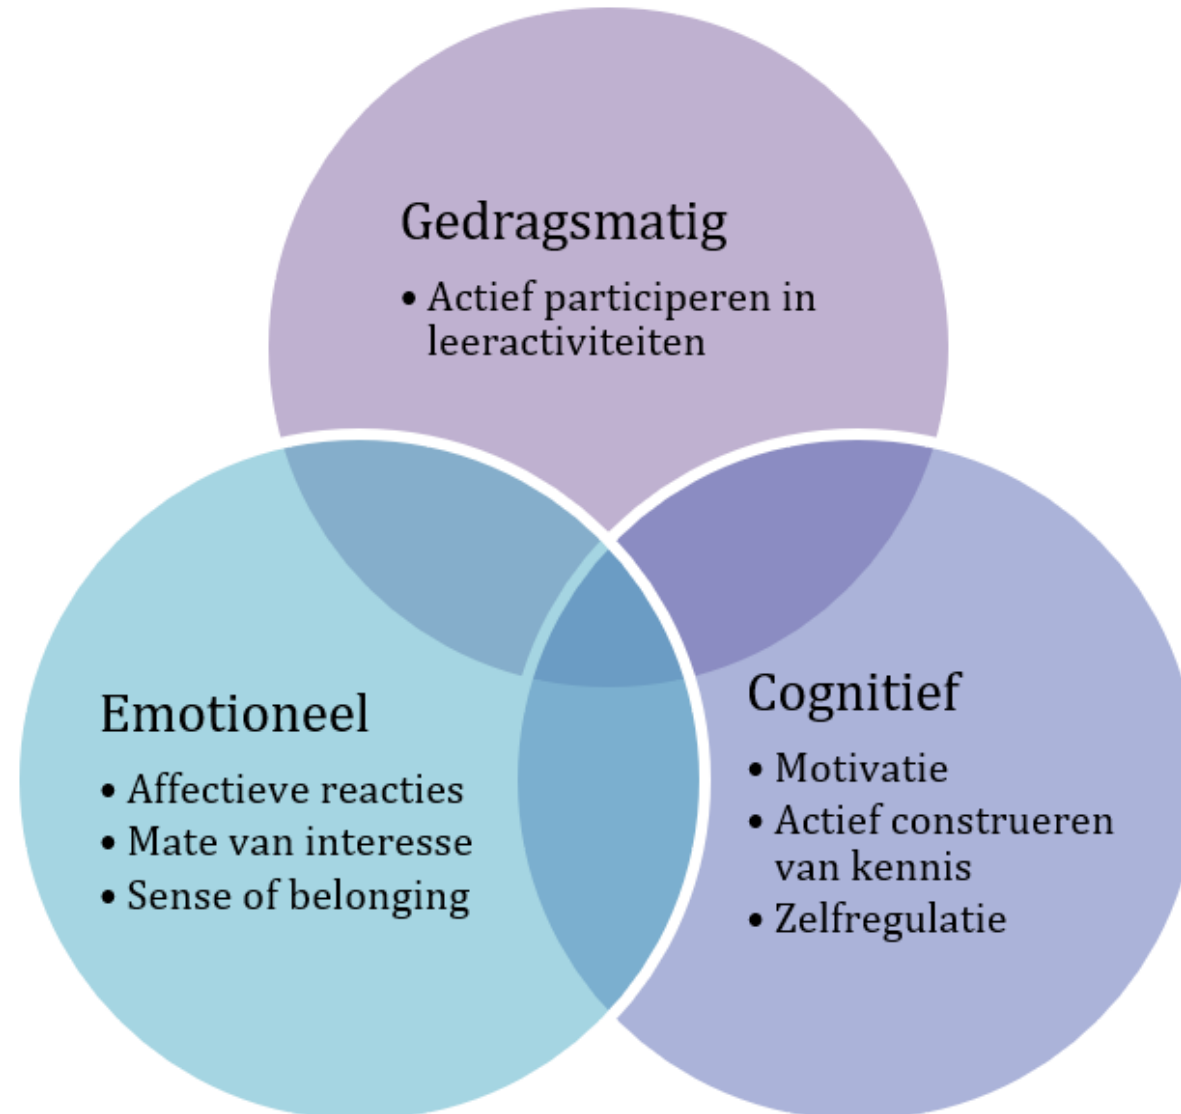 Gedragsmatig
• Actief participeren in
leeractiviteiten
Emotioneel
• Affectieve reacties
• Mate van interesse
• Sense of belonging
Cognitief
• Motivatie
• Actief construeren
van kennis
• Zelfregulatie